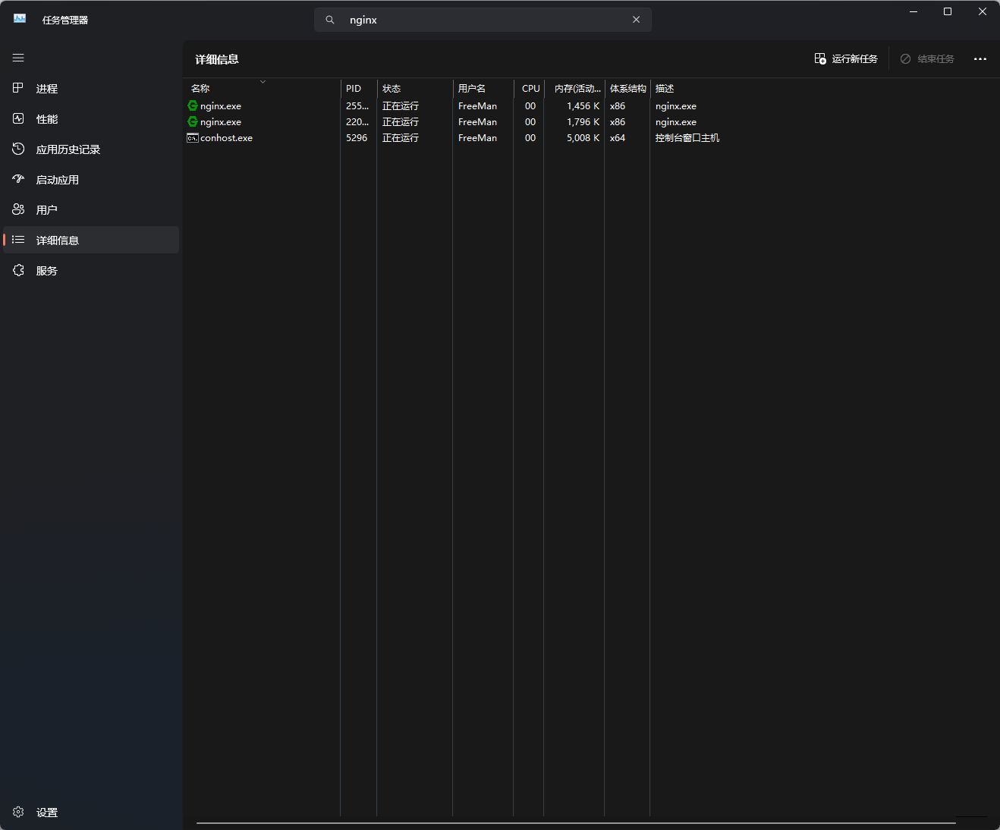 任务管理器
nginx
详细信息
运行新任务
结束任务
进程
性能
应用历史记录
启动应用
用户
详细信息
服务
设置
名称 PID 状态 用户名 CPU 内存(活动... 体系结构 描述
nginx.exe 255... 正在运行 FreeMan 00 1,456 K x86 nginx.exe
nginx.exe 220... 正在运行 FreeMan 00 1,796 K x86 nginx.exe
conhost.exe 5296 正在运行 FreeMan 00 5,008 K x64 控制台窗口主机